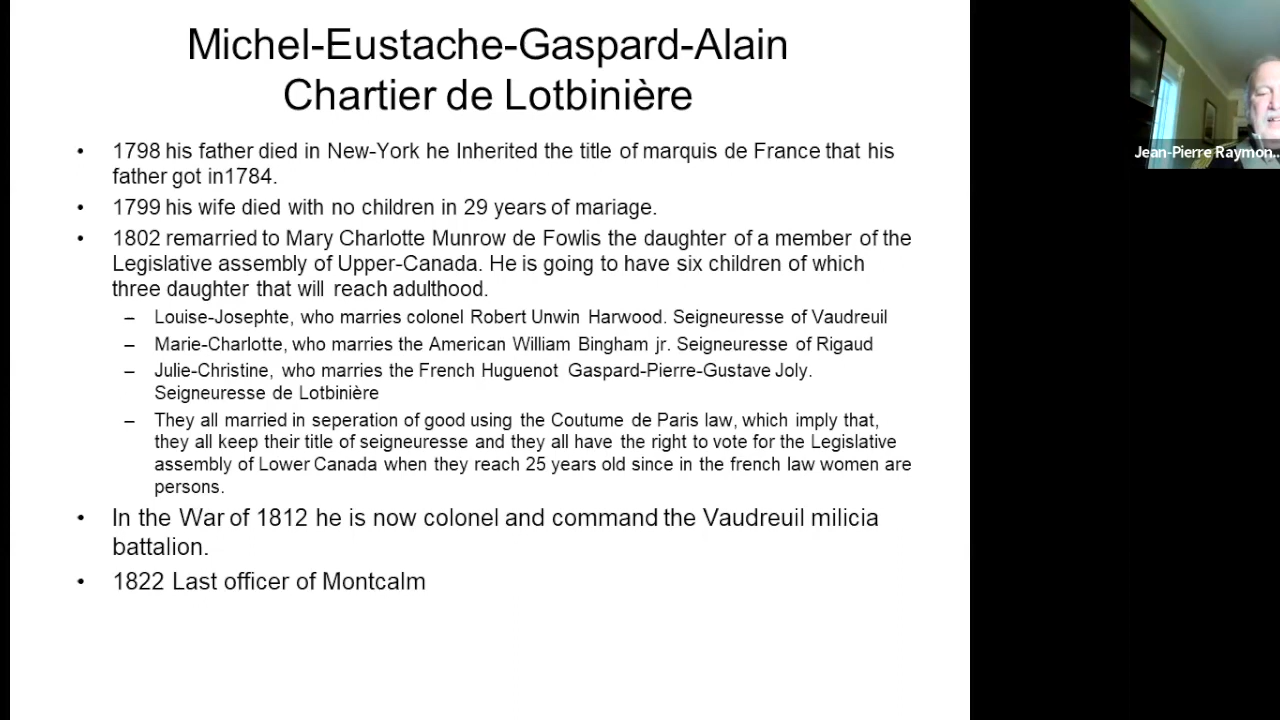 Michel-Eustache-Gaspard-Alain
Chartier de Lotbinière
• 1798 his father died in New-York he Inherited the title of marquis de France that his
father got in1784.
• 1799 his wife died with no children in 29 years of mariage.
• 1802 remarried to Mary Charlotte Munrow de Fowlis the daughter of a member of the
Legislative assembly of Upper-Canada. He is going to have six children of which
three daughter that will reach adulthood.
– Louise-Josephte, who marries colonel Robert Unwin Harwood. Seigneuresse of Vaudreuil
– Marie-Charlotte, who marries the American William Bingham jr. Seigneuresse of Rigaud
– Julie-Christine, who marries the French Huguenot Gaspard-Pierre-Gustave Joly.
Seigneuresse de Lotbinière
– They all married in seperation of good using the Coutume de Paris law, which imply that,
they all keep their title of seigneuresse and they all have the right to vote for the Legislative
assembly of Lower Canada when they reach 25 years old since in the french law women are
persons.
• In the War of 1812 he is now colonel and command the Vaudreuil milicia
battalion.
• 1822 Last officer of Montcalm
Jean-Pierre Raymon...